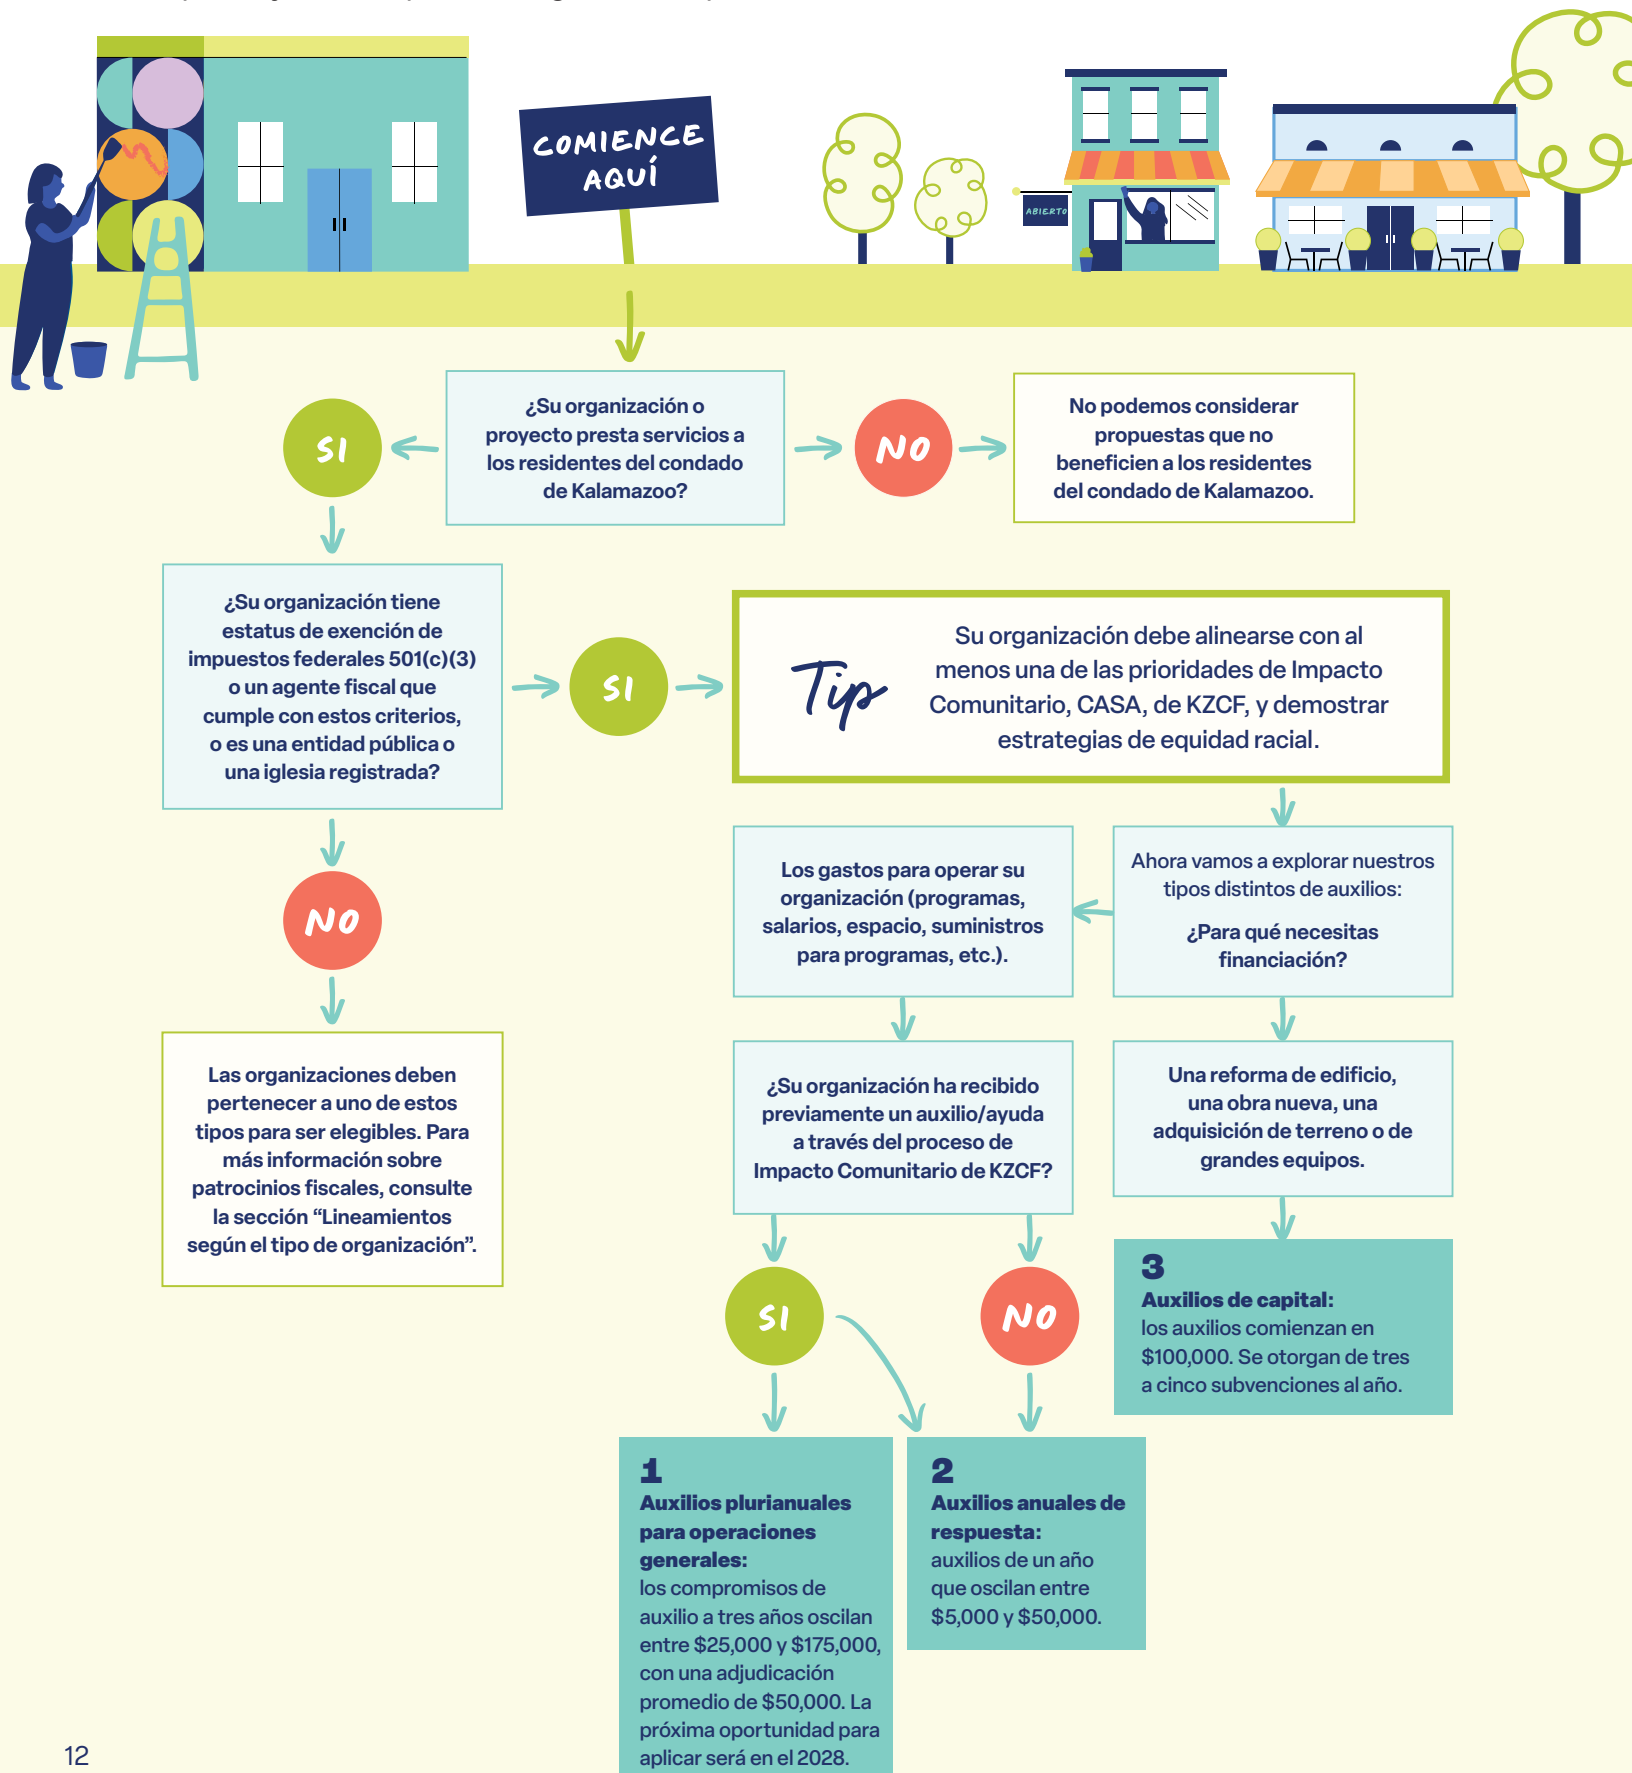 COMIENCE
AQUÍ
ABIERTO
¿Su organización o
proyecto presta servicios a
los residentes del condado
de Kalamazoo?
SI
NO
No podemos considerar
propuestas que no
beneficien a los residentes
del condado de Kalamazoo.
¿Su organización tiene
estatus de exención de
impuestos federales 501(c)(3)
o un agente fiscal que
cumple con estos criterios,
o es una entidad pública o
una iglesia registrada?
SI
Tip
Su organización debe alinearse con al
menos una de las prioridades de Impacto
Comunitario, CASA, de KZCF, y demostrar
estrategias de equidad racial.
NO
Las organizaciones deben
pertenecer a uno de estos
tipos para ser elegibles. Para
más información sobre
patrocinios fiscales, consulte
la sección “Lineamientos
según el tipo de organización”.
Ahora vamos a explorar nuestros
tipos distintos de auxilios:
¿Para qué necesitas
financiación?
Los gastos para operar su
organización (programas,
salarios, espacio, suministros
para programas, etc.).
¿Su organización ha recibido
previamente un auxilio/ayuda
a través del proceso de
Impacto Comunitario de KZCF?
Una reforma de edificio,
una obra nueva, una
adquisición de terreno o de
grandes equipos.
SI
NO
3
Auxilios de capital:
los auxilios comienzan en
$100,000. Se otorgan de tres
a cinco subvenciones al año.
1
Auxilios plurianuales
para operaciones
generales:
los compromisos de
auxilio a tres años oscilan
entre $25,000 y $175,000,
con una adjudicación
promedio de $50,000. La
próxima oportunidad para
aplicar será en el 2028.
2
Auxilios anuales de
respuesta:
auxilios de un año
que oscilan entre
$5,000 y $50,000.
12